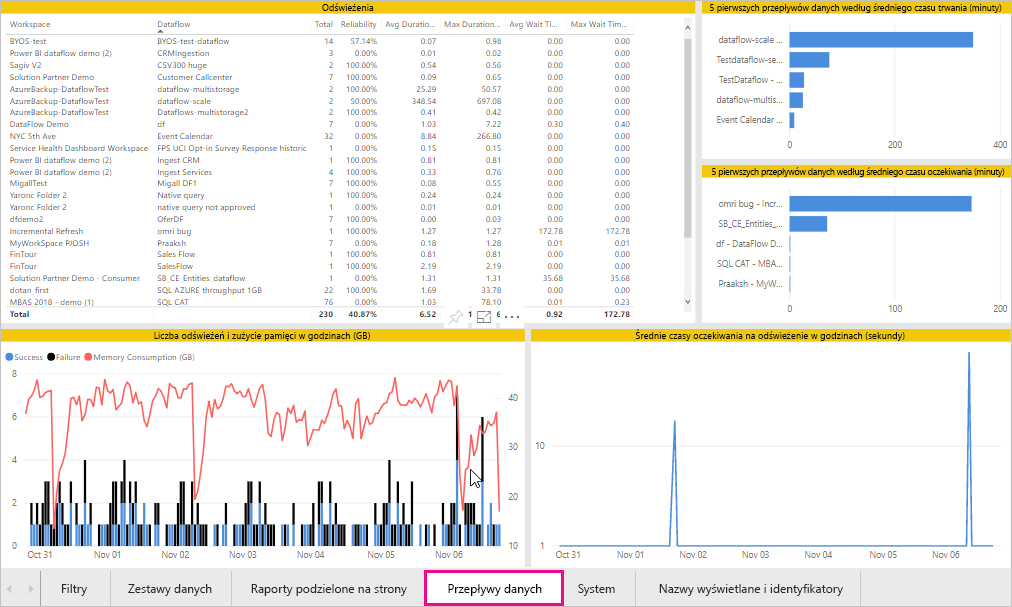 Odświeżenia
Workspace Dataflow Total Reliability Avg Duratio... Max Duration... Avg Wait Ti... Max Wait Tim...
BYOS-test BYOS-test-dataflow 14 57.14% 0.07 0.98 0.00 0.00
Power BI dataflow demo (2) CRMIngestion 3 0.00% 0.01 0.02 0.00 0.00
Sagiv V2 CSV300 huge 2 100.00% 0.54 0.56 0.00 0.00
Solution Partner Demo Customer Callcenter 7 100.00% 0.09 0.65 0.00 0.00
AzureBackup-DataflowTest dataflow-multistorage 2 100.00% 25.29 50.57 0.00 0.00
AzureBackup-DataflowTest dataflow-scale 2 50.00% 348.54 697.08 0.00 0.00
AzureBackup-DataflowTest Dataflows-multistorage2 2 100.00% 0.41 0.42 0.00 0.00
DataFlow Demo df 7 0.00% 1.03 7.22 0.30 0.40
NYC 5th Ave Event Calendar 32 0.00% 8.84 266.80 0.00 0.00
Service Health Dashboard Workspace FPS UCI Opt-in Survey Response historic 1 0.00% 0.15 0.15 0.00 0.00
Power BI dataflow demo (2) Ingest CRM 1 100.00% 0.81 0.81 0.00 0.00
Power BI dataflow demo (2) Ingest Services 4 100.00% 0.33 0.76 0.00 0.00
MigallTest Migall DF1 7 100.00% 0.08 0.55 0.00 0.00
Yaronc Folder 2 Native query 1 100.00% 0.24 0.24 0.00 0.00
Yaronc Folder 2 native query not approved 1 0.00% 0.01 0.01 0.00 0.00
dfdemo2 OferDF 7 100.00% 0.00 0.03 0.00 0.00
Incremental Refresh omri bug 1 100.00% 1.27 1.27 172.78 172.78
MyWorkSpace PJOSH Praaksh 7 0.00% 0.18 1.28 0.01 0.01
FinTour Sales Flow 1 100.00% 0.81 0.81 0.00 0.00
FinTour SalesFlow 1 100.00% 2.19 2.19 0.00 0.00
Solution Partner Demo - Consumer SB_CE Entities_dataflow 1 0.00% 1.31 1.31 35.68 35.68
dotan_first SQL AZURE throughput 1GB 22 100.00% 1.69 33.78 0.00 0.00
MBAS 2018 - demo (1) SQL CAT 76 0.00% 1.03 78.10 0.01 0.23
Total 230 40.87% 6.52 0.92 172.78
5 pierwszych przepływów danych według średniego czasu trwania (minuty)
dataflow-scale ...
Testdataflow-se...
TestDataflow - ...
dataflow-multis...
Event Calendar ...
0 200 400
5 pierwszych przepływów danych według średniego czasu oczekiwania (minuty)
omri bug - Incr...
SB_CE_Entities_...
df - DataFlow D...
SQL CAT - MBA...
Praaksh - MyW...
0 100 200
Liczba odświeżeń i zużycie pamięci w godzinach (GB)
Success Failure Memory Consumption (GB)
8
6
4
2
0
40
30
20
10
Oct 31 Nov 01 Nov 02 Nov 03 Nov 04 Nov 05 Nov 06
Średnie czasy oczekiwania na odświeżenie w godzinach (sekundy)
10
1
Oct 31 Nov 01 Nov 02 Nov 03 Nov 04 Nov 05 Nov 06
Filtry Zestawy danych Raporty podzielone na strony Przepływy danych System Nazwy wyświetlane i identyfikatory